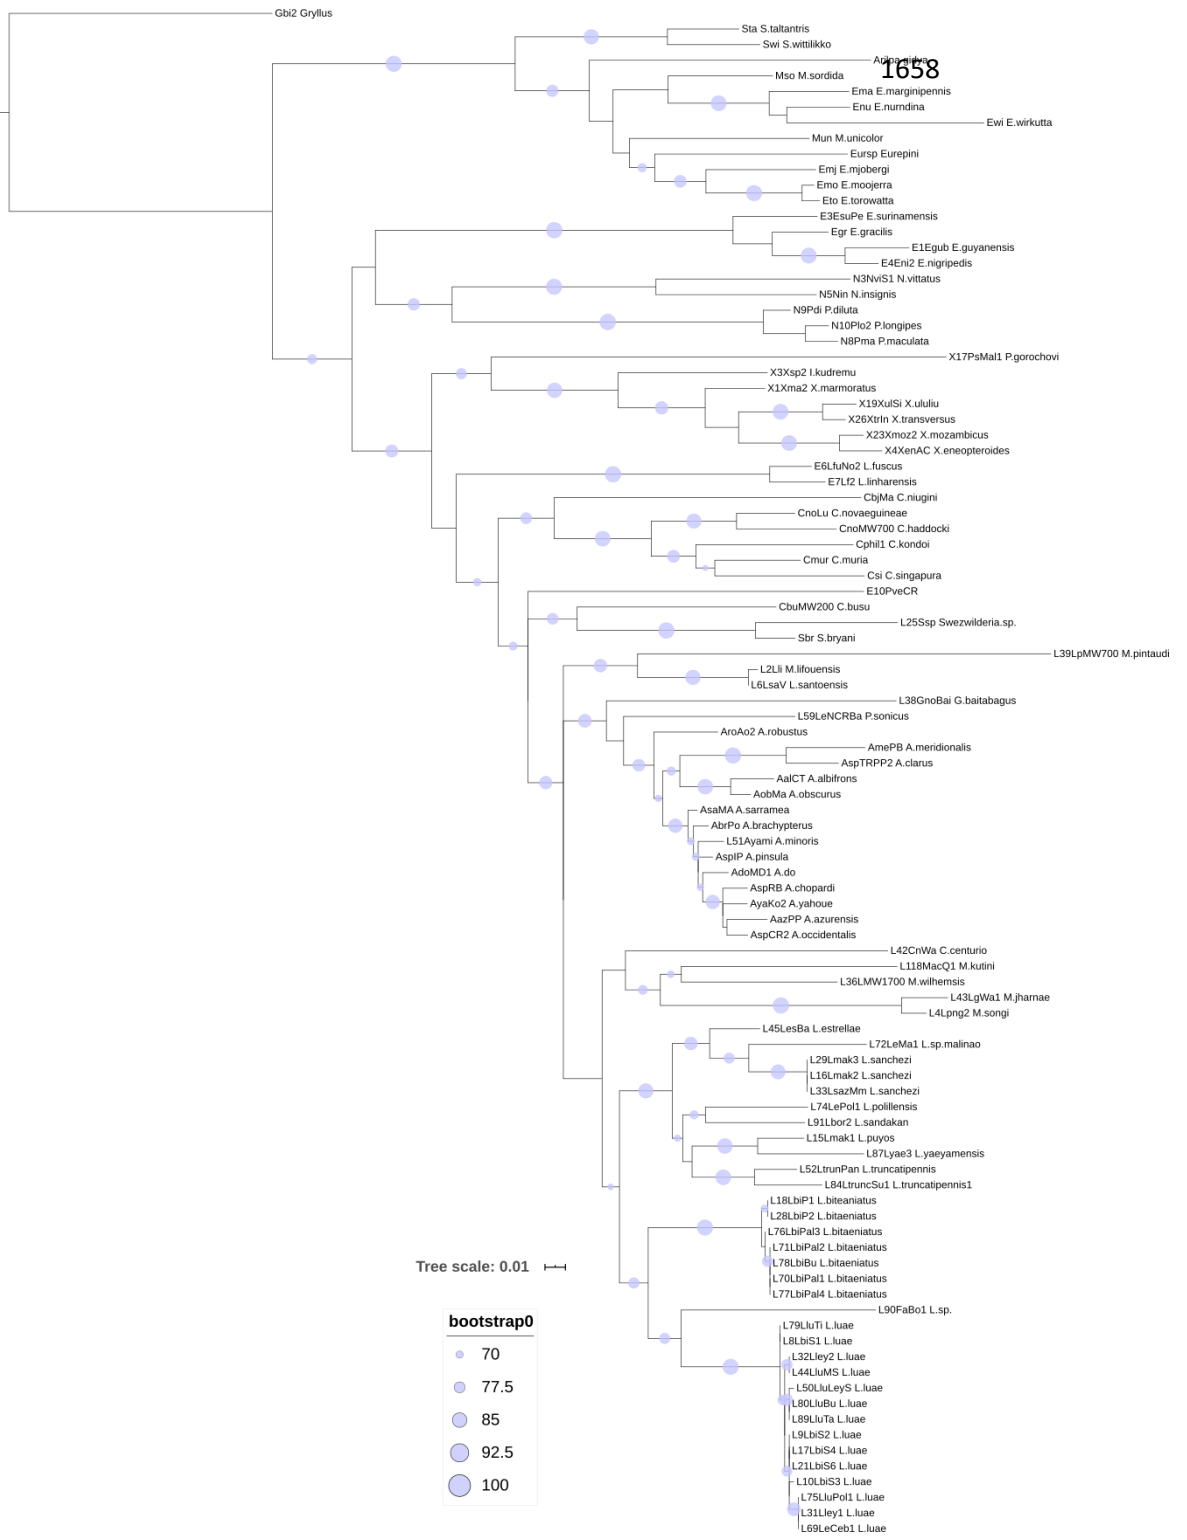 Gbi2 Gryllus
Sta S.taltantris
Swi S.wittilikko
1658
Mso M.sordida
Ema E.marginipennis
Enu E.nurndina
Ewi E.wirkutta
Mun M.unicolor
Eursp Eurepini
Emj E.mjobergi
Emo E.moojerra
Eto E.torowatta
E3EsuPe E.surinamensis
Egr E.gracilis
E1Egub E.guyanensis
E4Eni2 E.nigripedis
N3NviS1 N.vittatus
N5Nin N.insignis
N9Pdi P.diluta
N10Plo2 P.longipes
N8Pma P.maculata
X17PsMal1 P.gorochovi
X3Xsp2 I.kudremu
X1Xma2 X.marmoratus
X19XulSi X.ululiu
X26XtrIn X.transversus
X23Xmoz2 X.mozambicus
X4XenAC X.eneopteroides
E6LfuNo2 L.fuscus
E7Lf2 L.linharensis
CbjMa C.niugini
CnoLu C.novaeguineae
CnoMW700 C.haddocki
Cphil1 C.kondoi
Cmur C.muria
Csi C.singapura
E10PveCR
CbuMW200 C.busu
L25Ssp Swezwilderia.sp.
Sbr S.bryani
L39LpMW700 M.pintaudi
L2Lli M.lifouensis
L6LsaV L.santoensis
L38GnoBai G.baitabagus
L59LeNCRBa P.sonicus
AroAo2 A.robustus
AmePB A.meridionalis
AspTRPP2 A.clarus
AalCT A.albifrons
AobMa A.obscurus
AsaMA A.sarramea
AbrPo A.brachypterus
L51Ayami A.minoris
AspIP A.pinsula
AdoMD1 A.do
AspRB A.chopardi
AyaKo2 A.yahoue
AazPP A.azurensis
AspCR2 A.occidentalis
L42CnWa C.centurio
L118MacQ1 M.kutini
L36LMW1700 M.wilhemsis
L43LgWa1 M.jharnae
L4Lpng2 M.songi
L45LesBa L.estrellae
L72LeMa1 L.sp.malinao
L29Lmak3 L.sanchezi
L16Lmak2 L.sanchezi
L33LsazMm L.sanchezi
L74LePol1 L.polillensis
L91Lbor2 L.sandakan
L15Lmak1 L.puyos
L87Lyae3 L.yaeyamensis
L52LtrunPan L.truncatipennis
L84LtruncSu1 L.truncatipennis1
L18LbiP1 L.biteaniatus
L28LbiP2 L.bitaeniatus
L76LbiPal3 L.bitaeniatus
L71LbiPal2 L.bitaeniatus
L78LbiBu L.bitaeniatus
L70LbiPal1 L.bitaeniatus
L77LbiPal4 L.bitaeniatus
L90FaBo1 L.sp.
L79LluTi L.luae
L8LbiS1 L.luae
L32Lley2 L.luae
L44LluMS L.luae
L50LluLeyS L.luae
L80LluBu L.luae
L89LluTa L.luae
L9LbiS2 L.luae
L17LbiS4 L.luae
L21LbiS6 L.luae
L10LbiS3 L.luae
L75LluPol1 L.luae
L31Lley1 L.luae
L69LeCeb1 L.luae
Tree scale: 0.01
bootstrap0
70
77.5
85
92.5
100